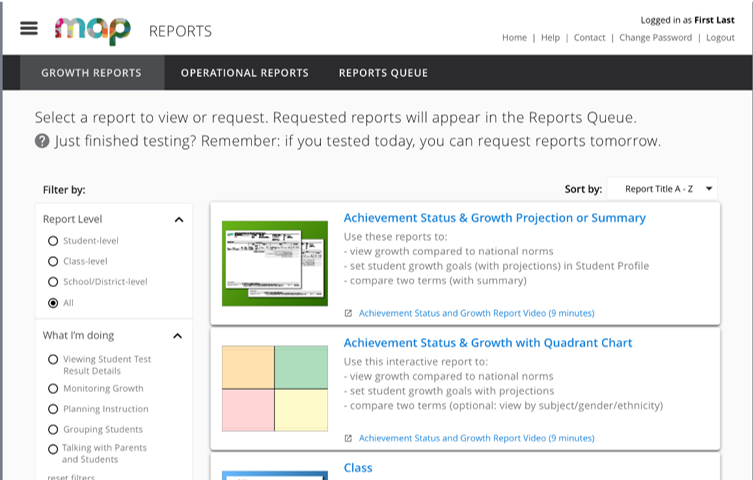 Logged in as First Last
map REPORTS
Home | Help | Contact | Change Password | Logout
GROWTH REPORTS OPERATIONAL REPORTS REPORTS QUEUE
Select a report to view or request. Requested reports will appear in the Reports Queue.
? Just finished testing? Remember: if you tested today, you can request reports tomorrow.
Filter by:
Sort by: Report Title A - Z
Report Level
Student-level
Class-level
School/District-level
All
What I'm doing
Viewing Student Test
Result Details
Monitoring Growth
Planning Instruction
Grouping Students
Talking with Parents
and Students
reset filters
Achievement Status & Growth Projection or Summary
Use these reports to:
- view growth compared to national norms
- set student growth goals (with projections) in Student Profile
- compare two terms (with summary)
Achievement Status and Growth Report Video (9 minutes)
Achievement Status & Growth with Quadrant Chart
Use this interactive report to:
- view growth compared to national norms
- set student growth goals with projections
- compare two terms (optional: view by subject/gender/ethnicity)
Achievement Status and Growth Report Video (9 minutes)
Class